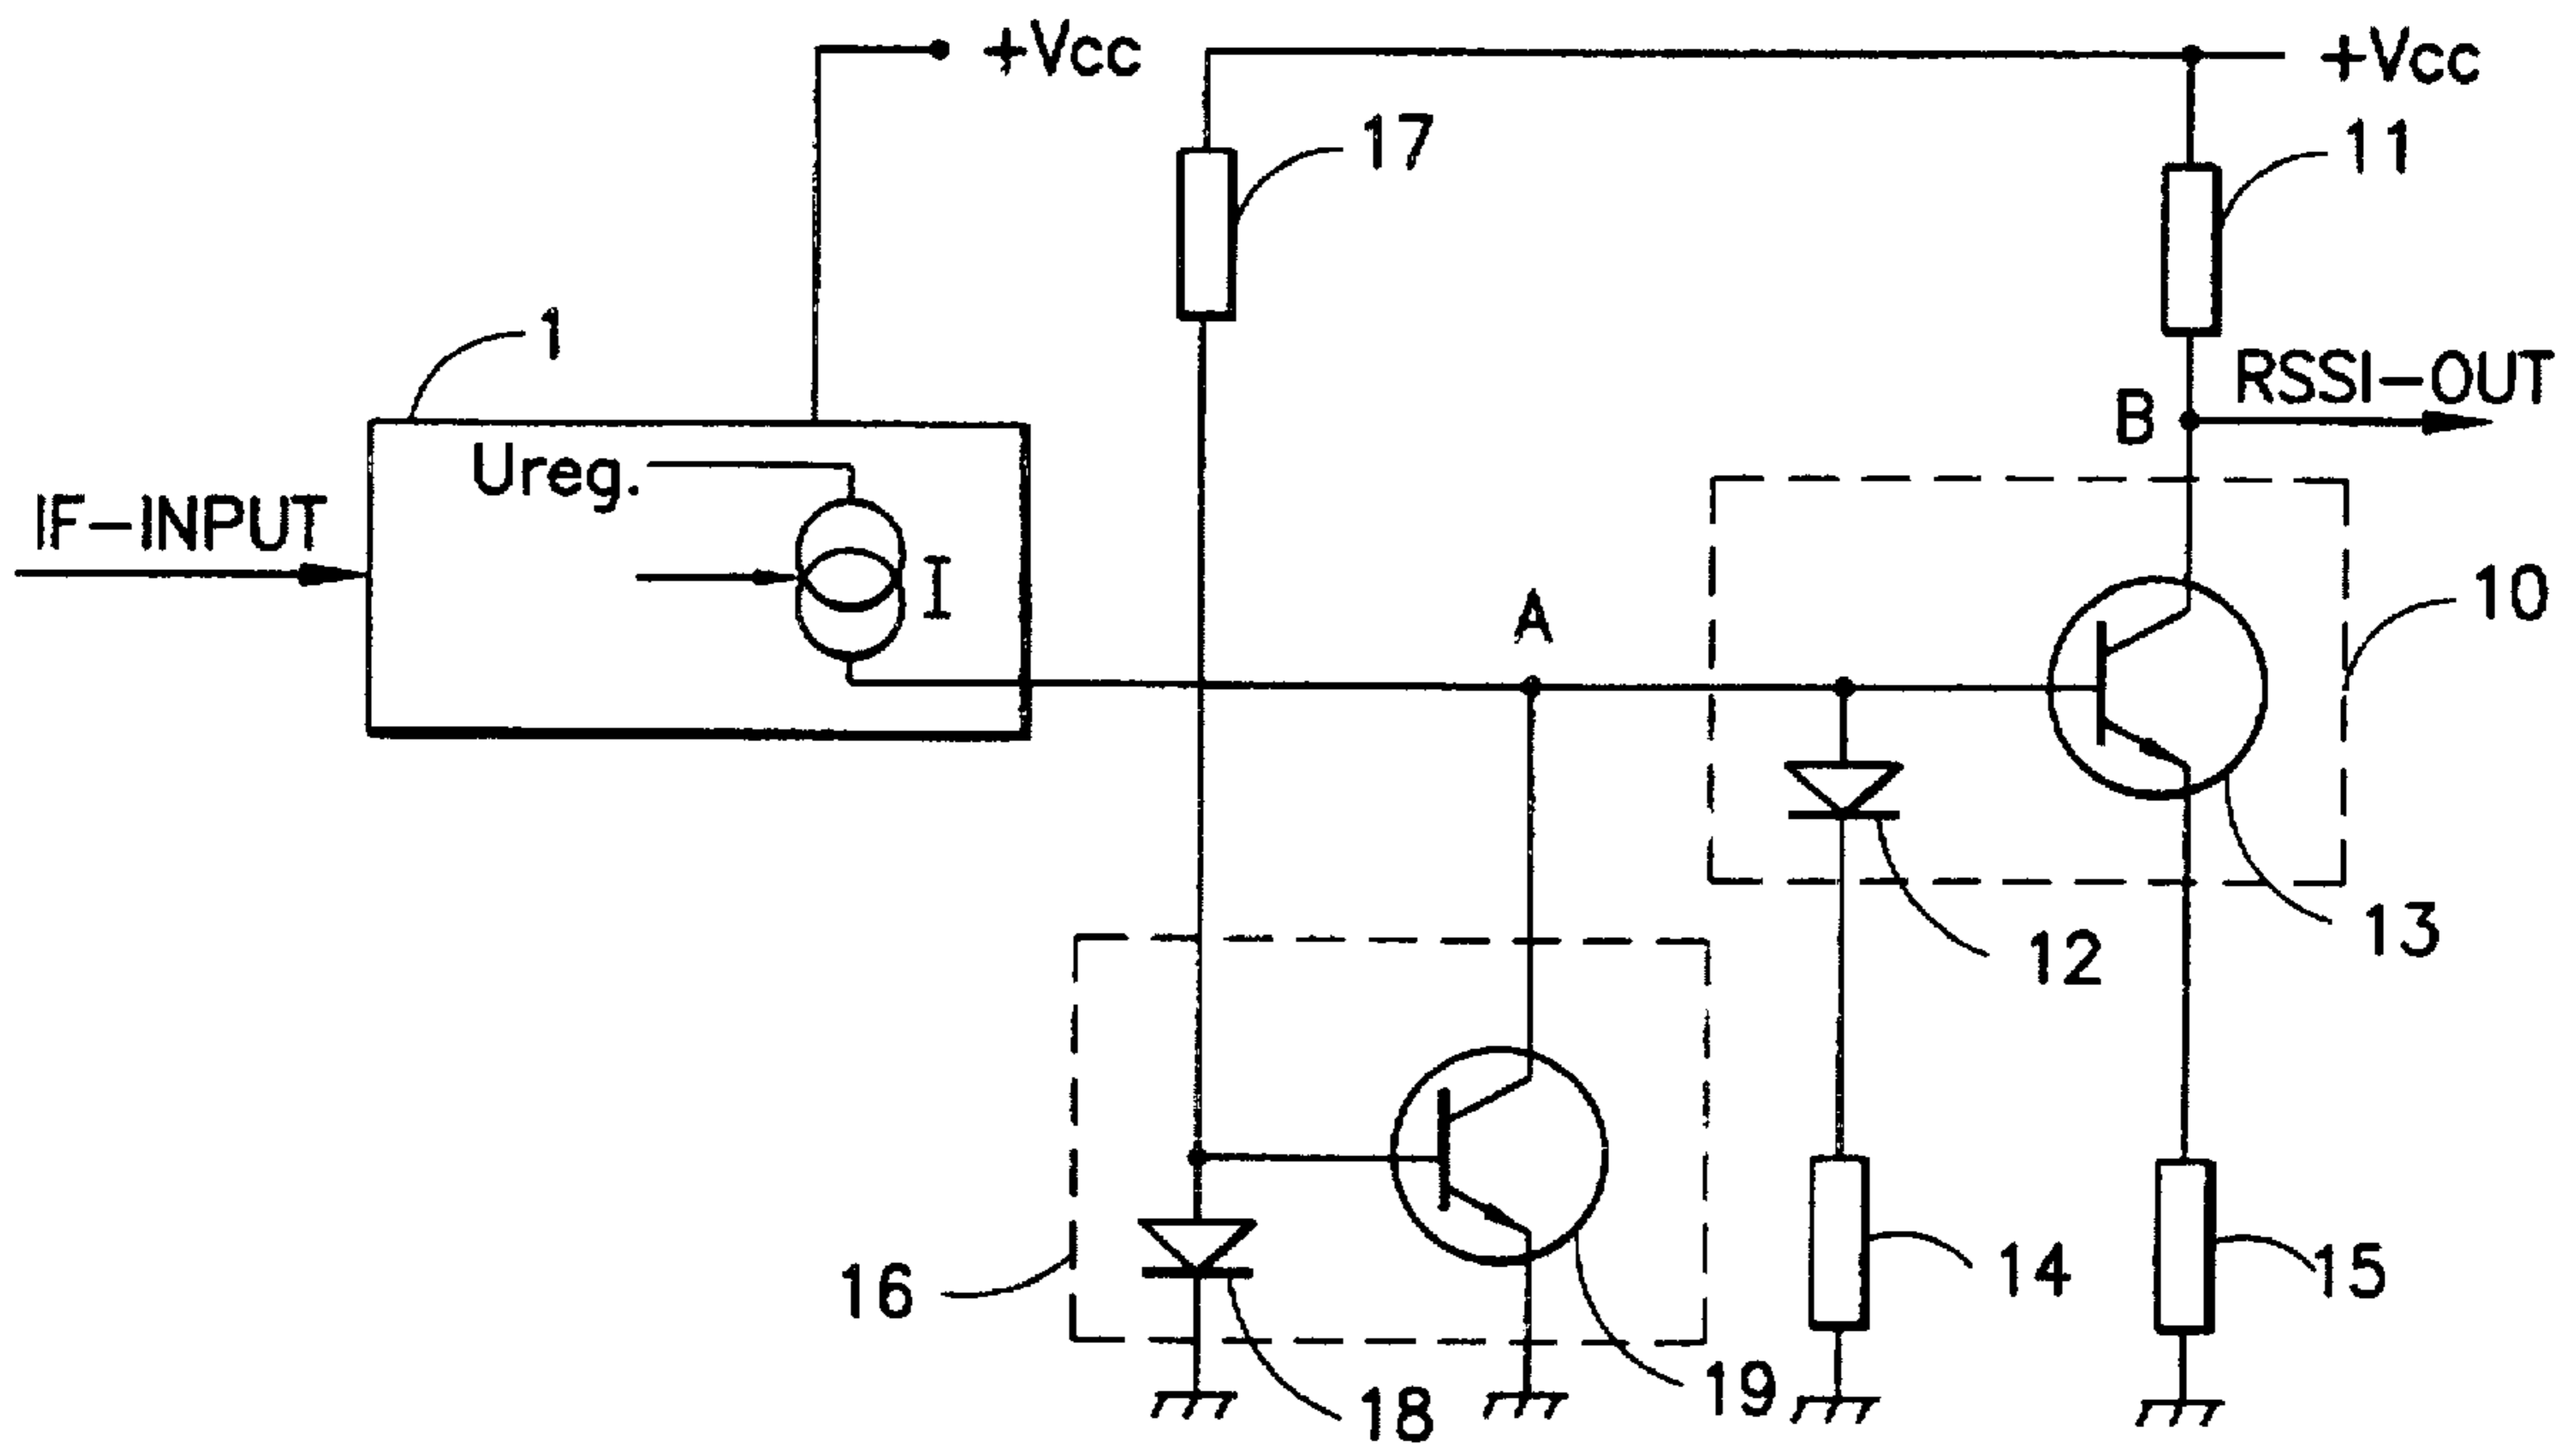 +Vcc
+Vcc
17
11
1
RSSI-OUT
B
Ureg.
IF-INPUT
I
A
10
13
12
16
14
15
19
18